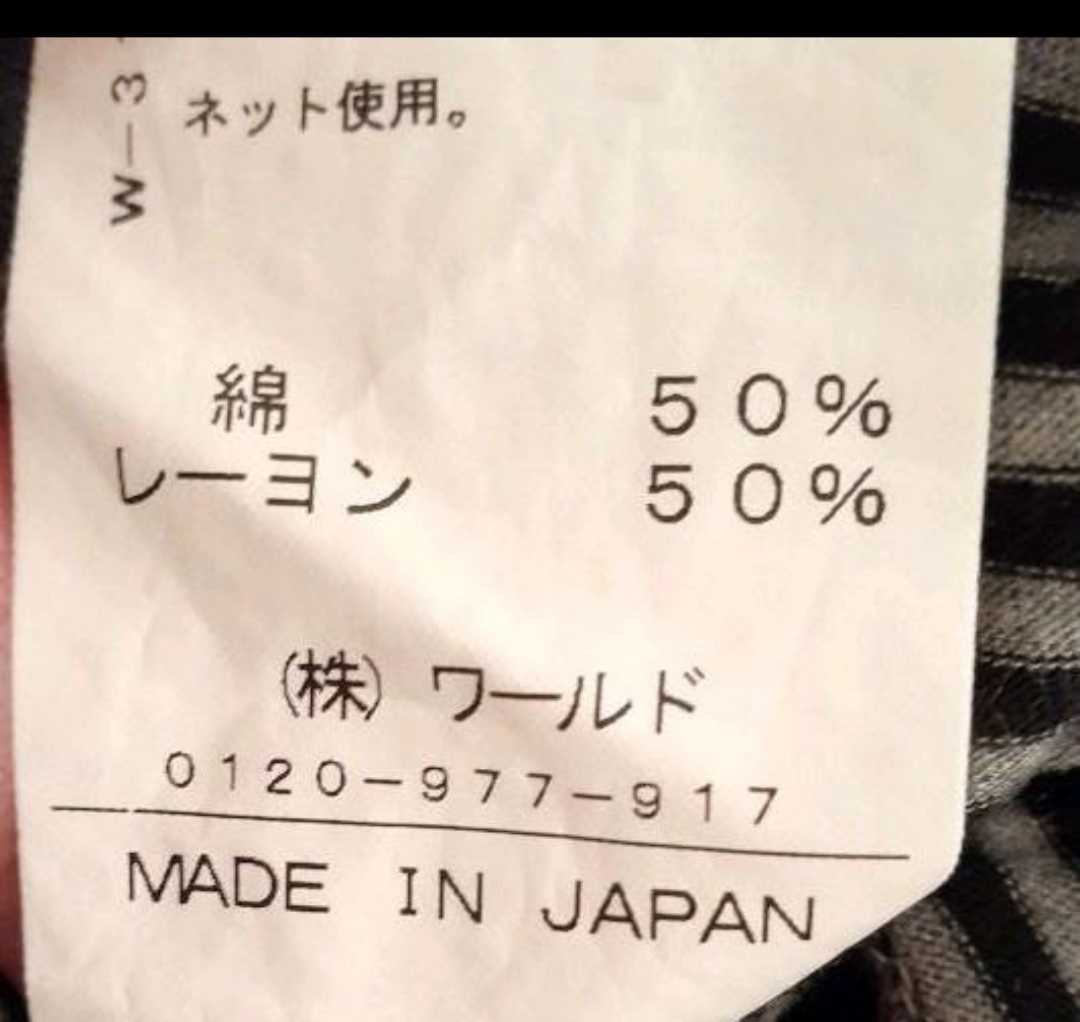 W-3
ネット使用。
綿 50%
レーヨン 50%
(株) ワールド
0120-977-917
MADE IN JAPAN